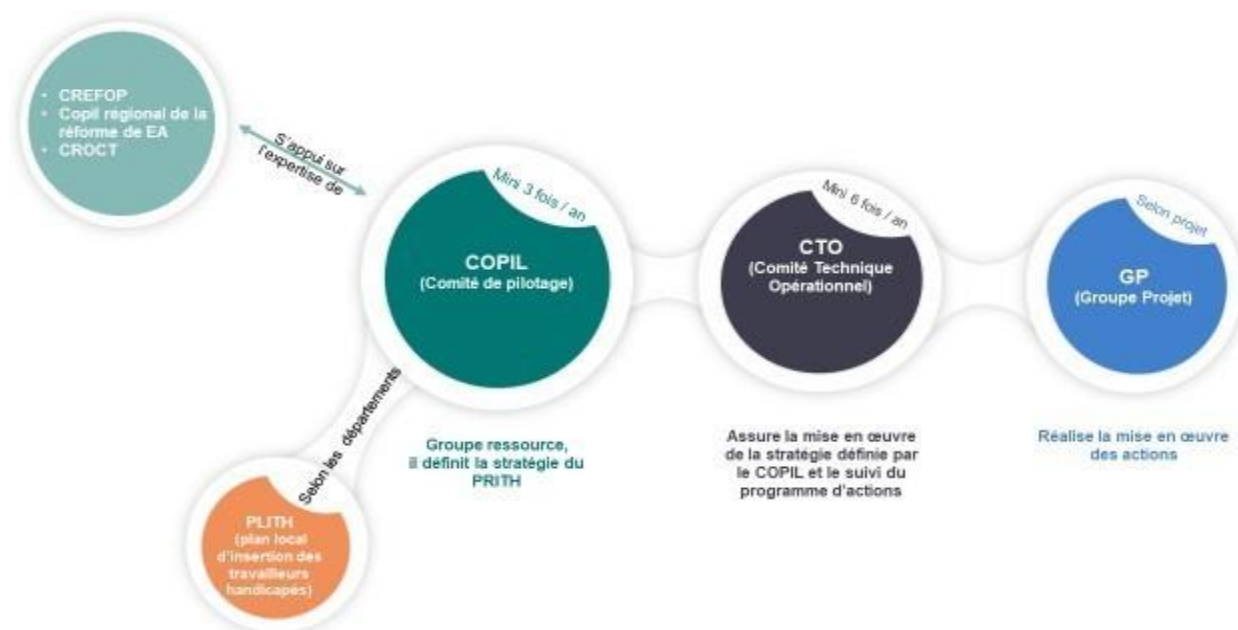 • CREFOP
• Copil régional de la
réforme de EA
• CROCT
S'appui sur
l'expertise de
Mini 3 fois / an
COPIL
(Comité de pilotage)
Groupe ressource,
il définit la stratégie du
PRITH
Mini 6 fois / an
CTO
(Comité Technique
Opérationnel)
Assure la mise en œuvre
de la stratégie définie par
le COPIL et le suivi du
programme d'actions
Selon projet
GP
(Groupe Projet)
Réalise la mise en œuvre
des actions
Selon les départements
PLITH
(plan local
d'insertion des
travailleurs
handicapés)